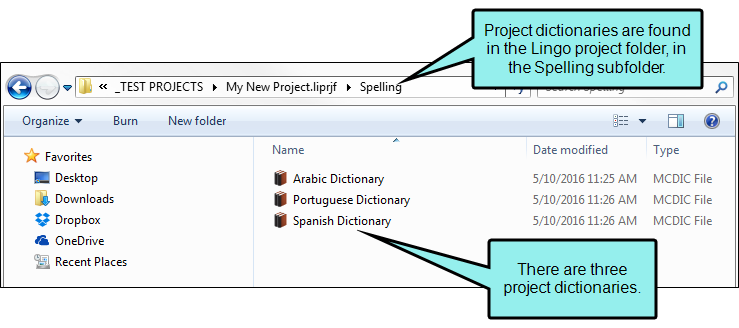 Project dictionaries are found
in the Lingo project folder, in
the Spelling subfolder.
« _TEST PROJECTS My New Project.liprjf Spelling
Search Spelling
Organize Burn New folder
Favorites
Desktop
Downloads
Dropbox
OneDrive
Recent Places
Name Date modified Type
Arabic Dictionary 5/10/2016 11:25 AM MCDIC File
Portuguese Dictionary 5/10/2016 11:26 AM MCDIC File
Spanish Dictionary 5/10/2016 11:26 AM MCDIC File
There are three
project dictionaries.